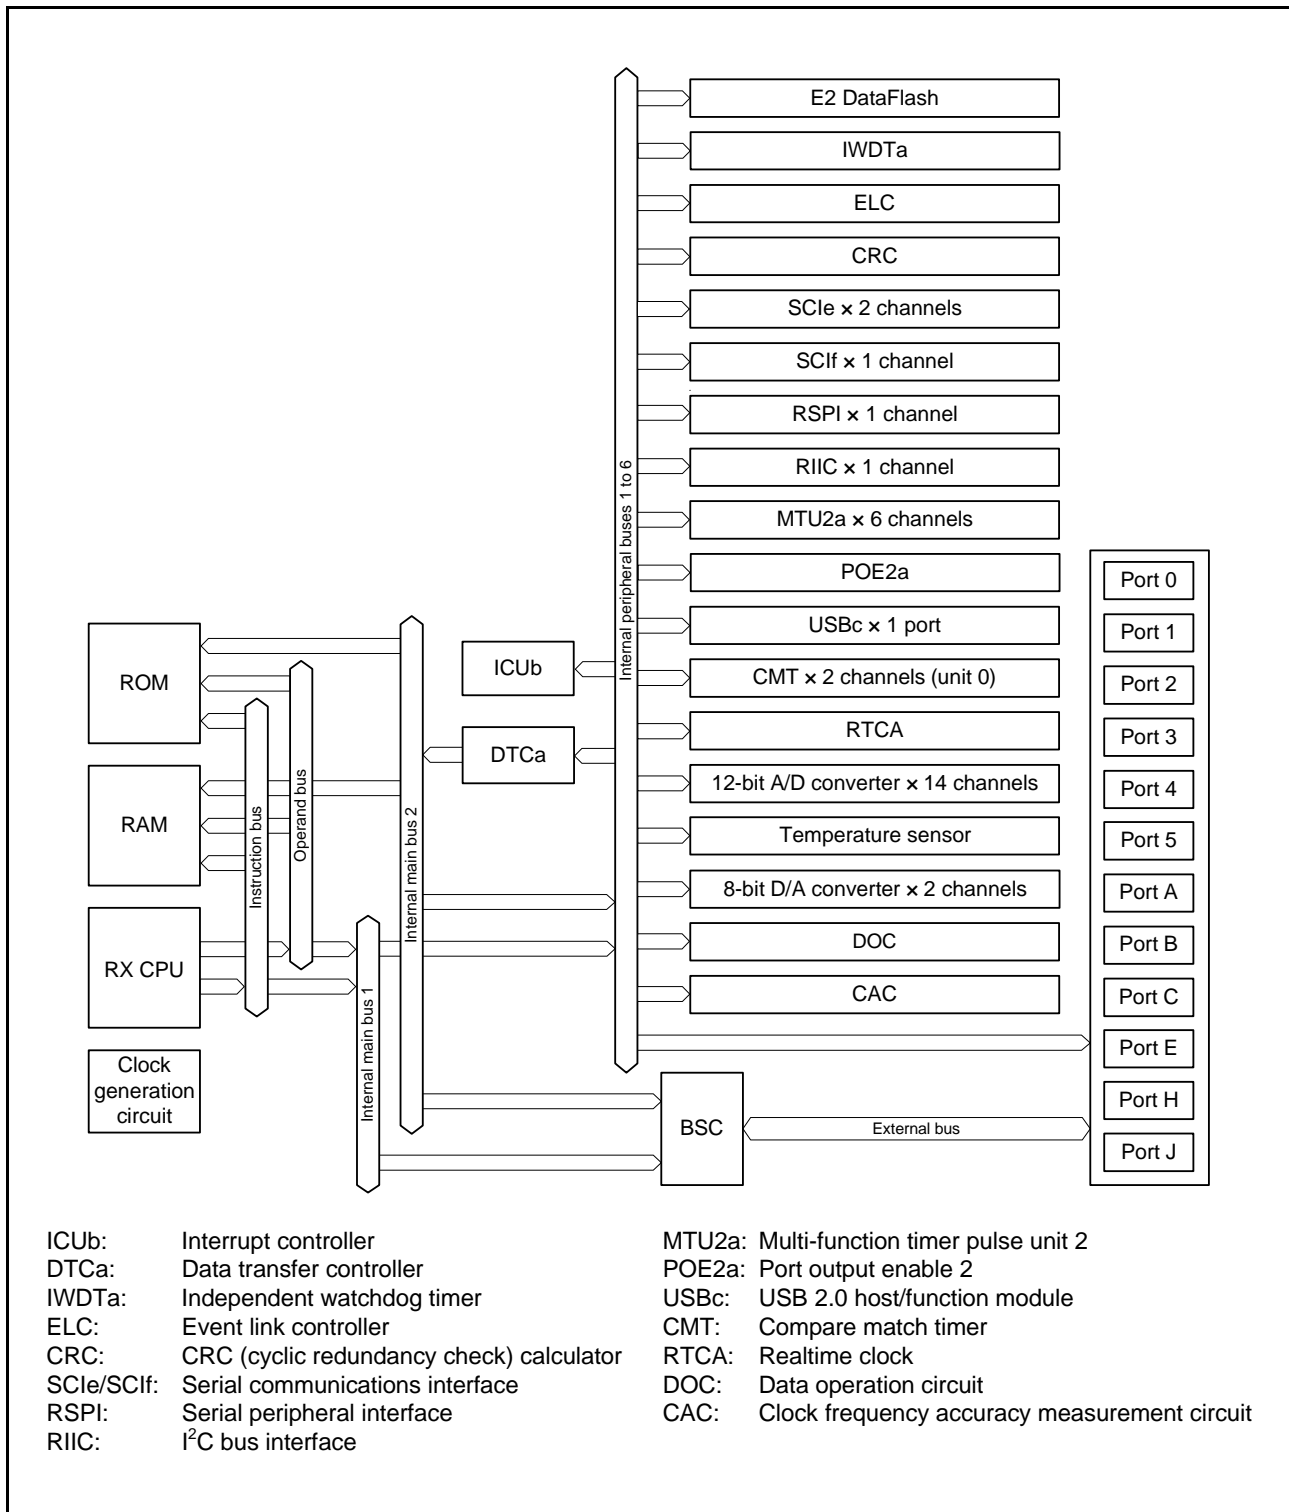 E2 DataFlash
IWDTa
ELC
CRC
SCIe × 2 channels
SCIf × 1 channel
RSPI × 1 channel
RIIC × 1 channel
MTU2a × 6 channels
POE2a
USBc × 1 port
CMT × 2 channels (unit 0)
RTCA
12-bit A/D converter × 14 channels
Temperature sensor
8-bit D/A converter × 2 channels
DOC
CAC
Internal peripheral buses 1 to 6
Port 0
Port 1
Port 2
Port 3
Port 4
Port 5
Port A
Port B
Port C
Port E
Port H
Port J
ICUb
DTCa
ROM
RAM
RX CPU
Clock
generation
circuit
Instruction bus
Operand bus
Internal main bus 1
Internal main bus 2
BSC
External bus
ICUb: Interrupt controller
DTCa: Data transfer controller
IWDTa: Independent watchdog timer
ELC: Event link controller
CRC: CRC (cyclic redundancy check) calculator
SCIe/SCIf: Serial communications interface
RSPI: Serial peripheral interface
RIIC: I²C bus interface
MTU2a: Multi-function timer pulse unit 2
POE2a: Port output enable 2
USBc: USB 2.0 host/function module
CMT: Compare match timer
RTCA: Realtime clock
DOC: Data operation circuit
CAC: Clock frequency accuracy measurement circuit